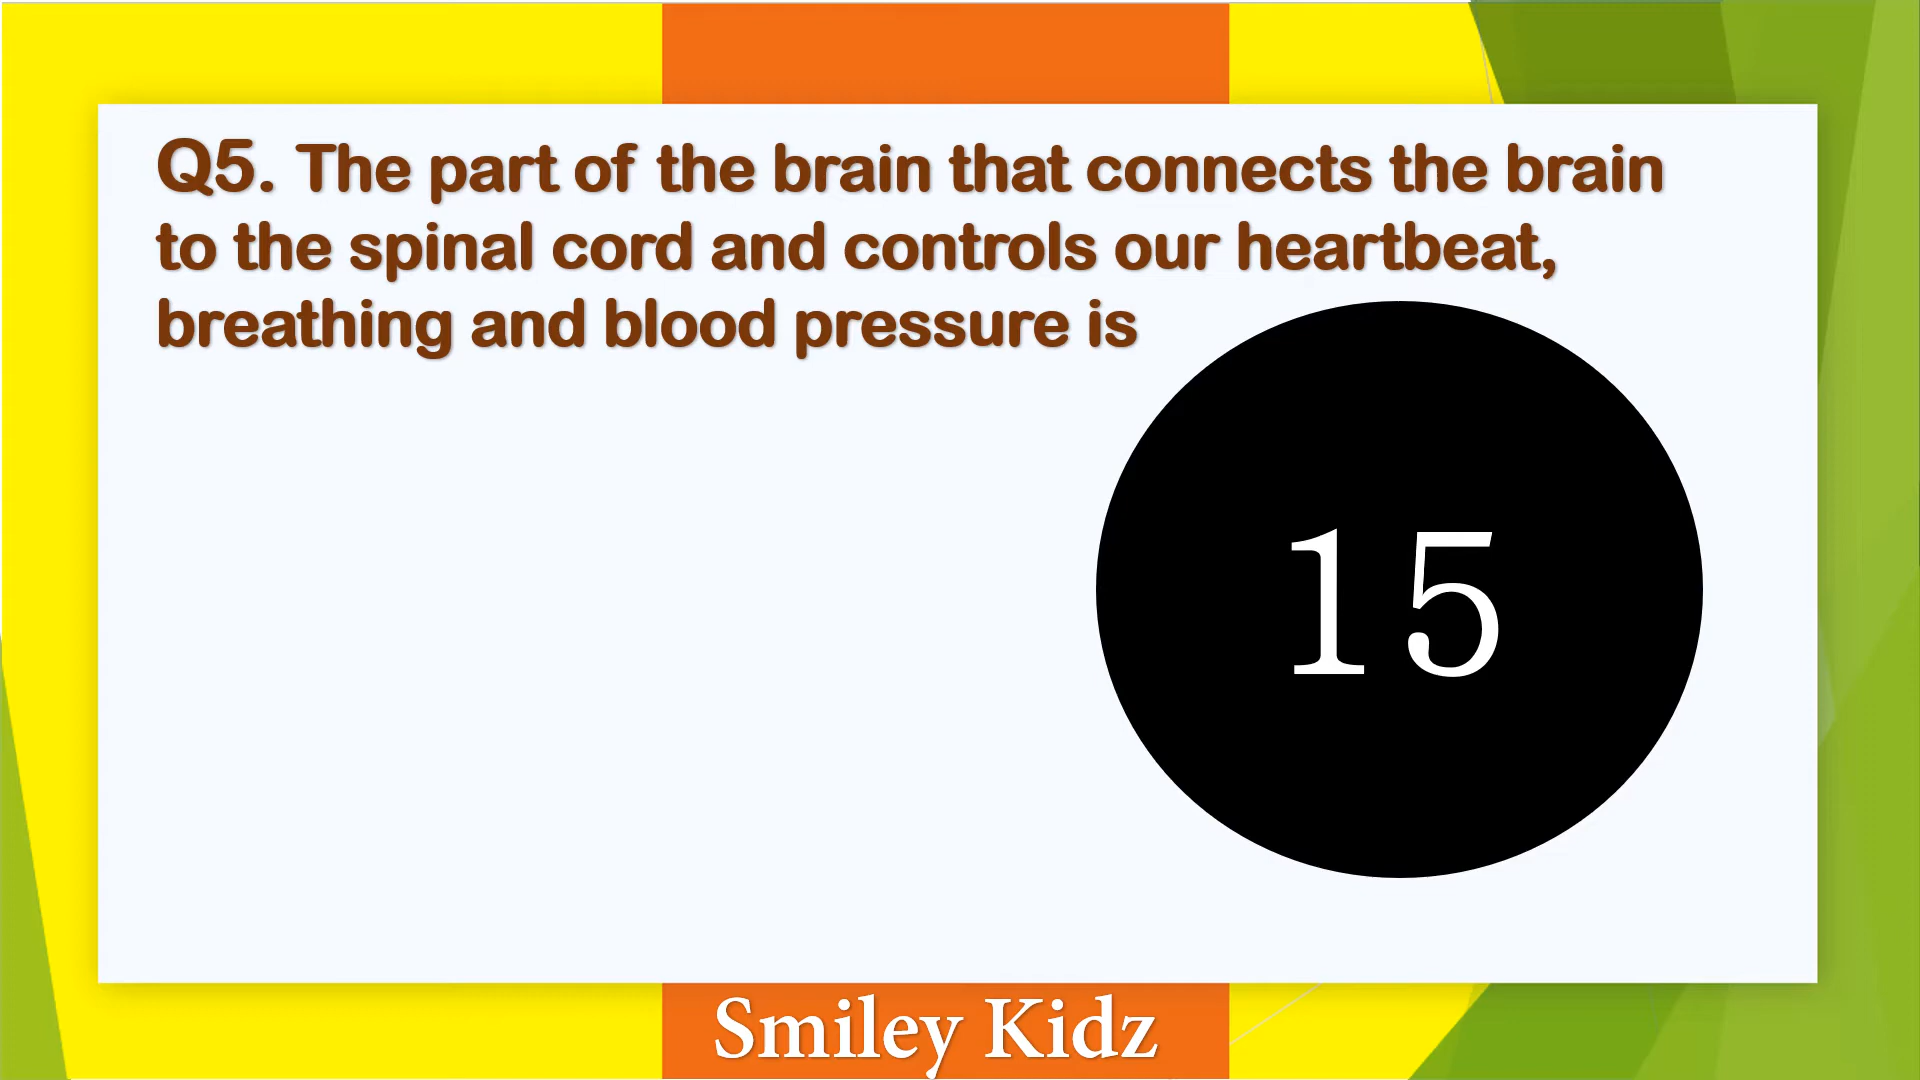 Q5. The part of the brain that connects the brain
to the spinal cord and controls our heartbeat,
breathing and blood pressure is
15
Smiley Kidz